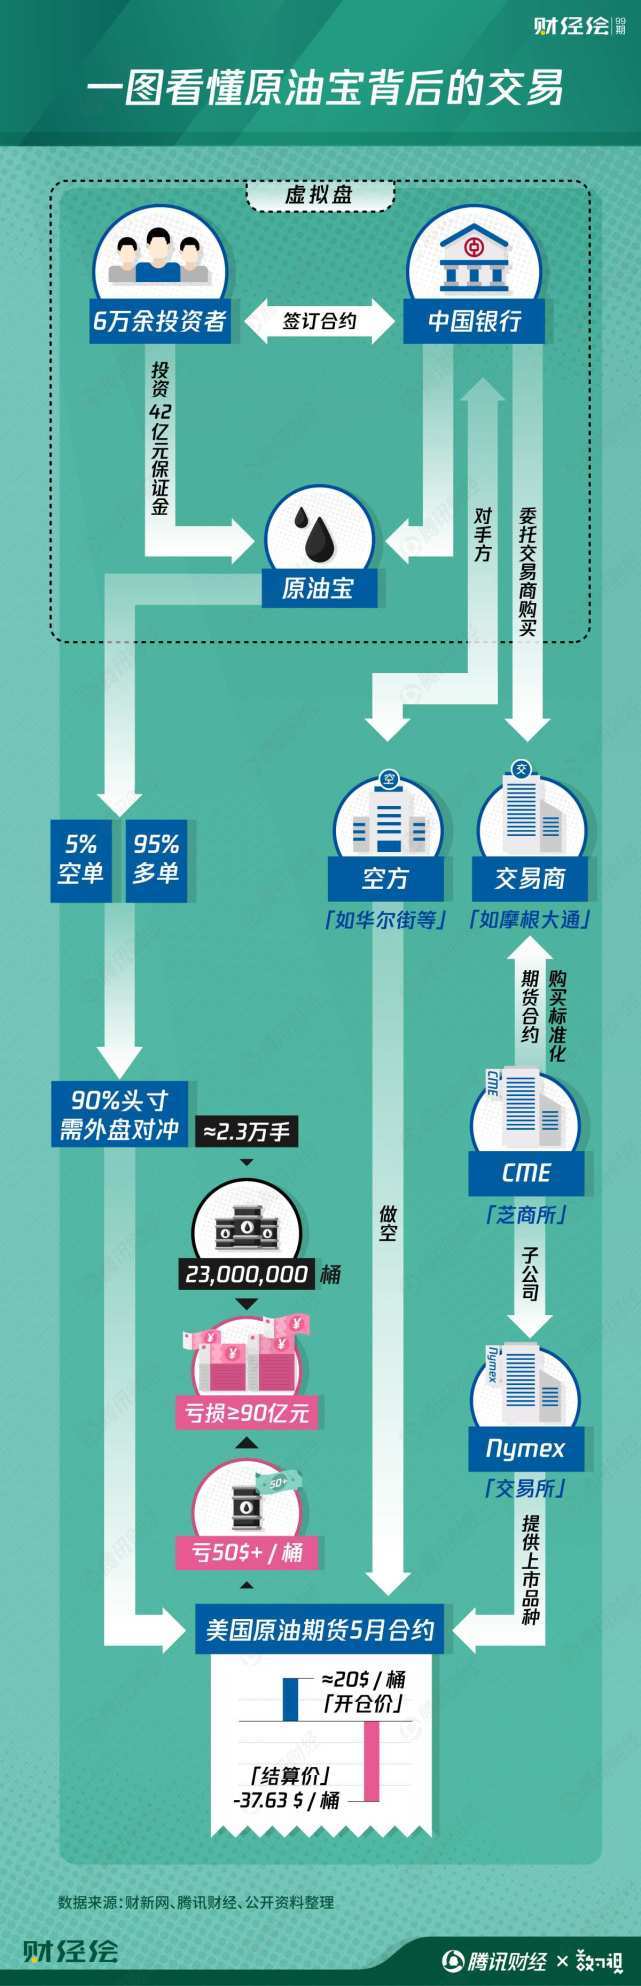 财经绘 99期
一图看懂原油宝背后的交易
虚拟盘
6万余投资者
签订合约
中国银行
投资42亿元保证金
原油宝
对手方
委托交易商购买
空
交
5%
空单
95%
多单
空方
「如华尔街等」
交易商
「如摩根大通」
购买标准化
期货合约
90%头寸
需外盘对冲
≈2.3万手
CME
CME
「芝商所」
做空
子公司
23,000,000 桶
¥
¥
¥
¥
亏损≥90亿元
Nymex
Nymex
「交易所」
50+
亏50$+ / 桶
提供上市品种
美国原油期货5月合约
≈20$ / 桶
「开仓价」
「结算价」
-37.63 $ / 桶
数据来源:财新网、腾讯财经、公开资料整理
财经绘
腾讯财经 × 数可视
腾讯财经